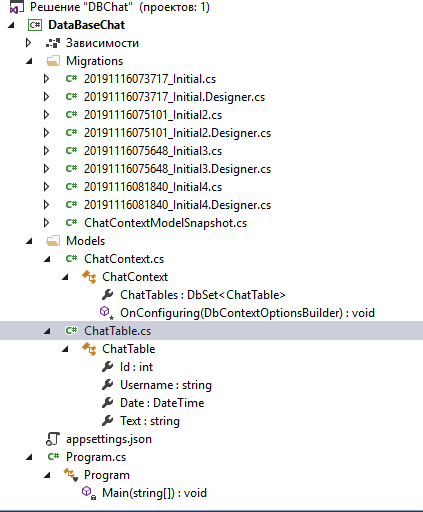 Решение "DBChat" (проектов: 1)
C# DataBaseChat
Зависимости
Migrations
C# 20191116073717_Initial.cs
C# 20191116073717_Initial.Designer.cs
C# 20191116075101_Initial2.cs
C# 20191116075101_Initial2.Designer.cs
C# 20191116075648_Initial3.cs
C# 20191116075648_Initial3.Designer.cs
C# 20191116081840_Initial4.cs
C# 20191116081840_Initial4.Designer.cs
C# ChatContextModelSnapshot.cs
Models
C# ChatContext.cs
ChatContext
ChatTables : DbSet<ChatTable>
OnConfiguring(DbContextOptionsBuilder) : void
C# ChatTable.cs
ChatTable
Id : int
Username : string
Date : DateTime
Text : string
appsettings.json
C# Program.cs
Program
Main(string[]) : void